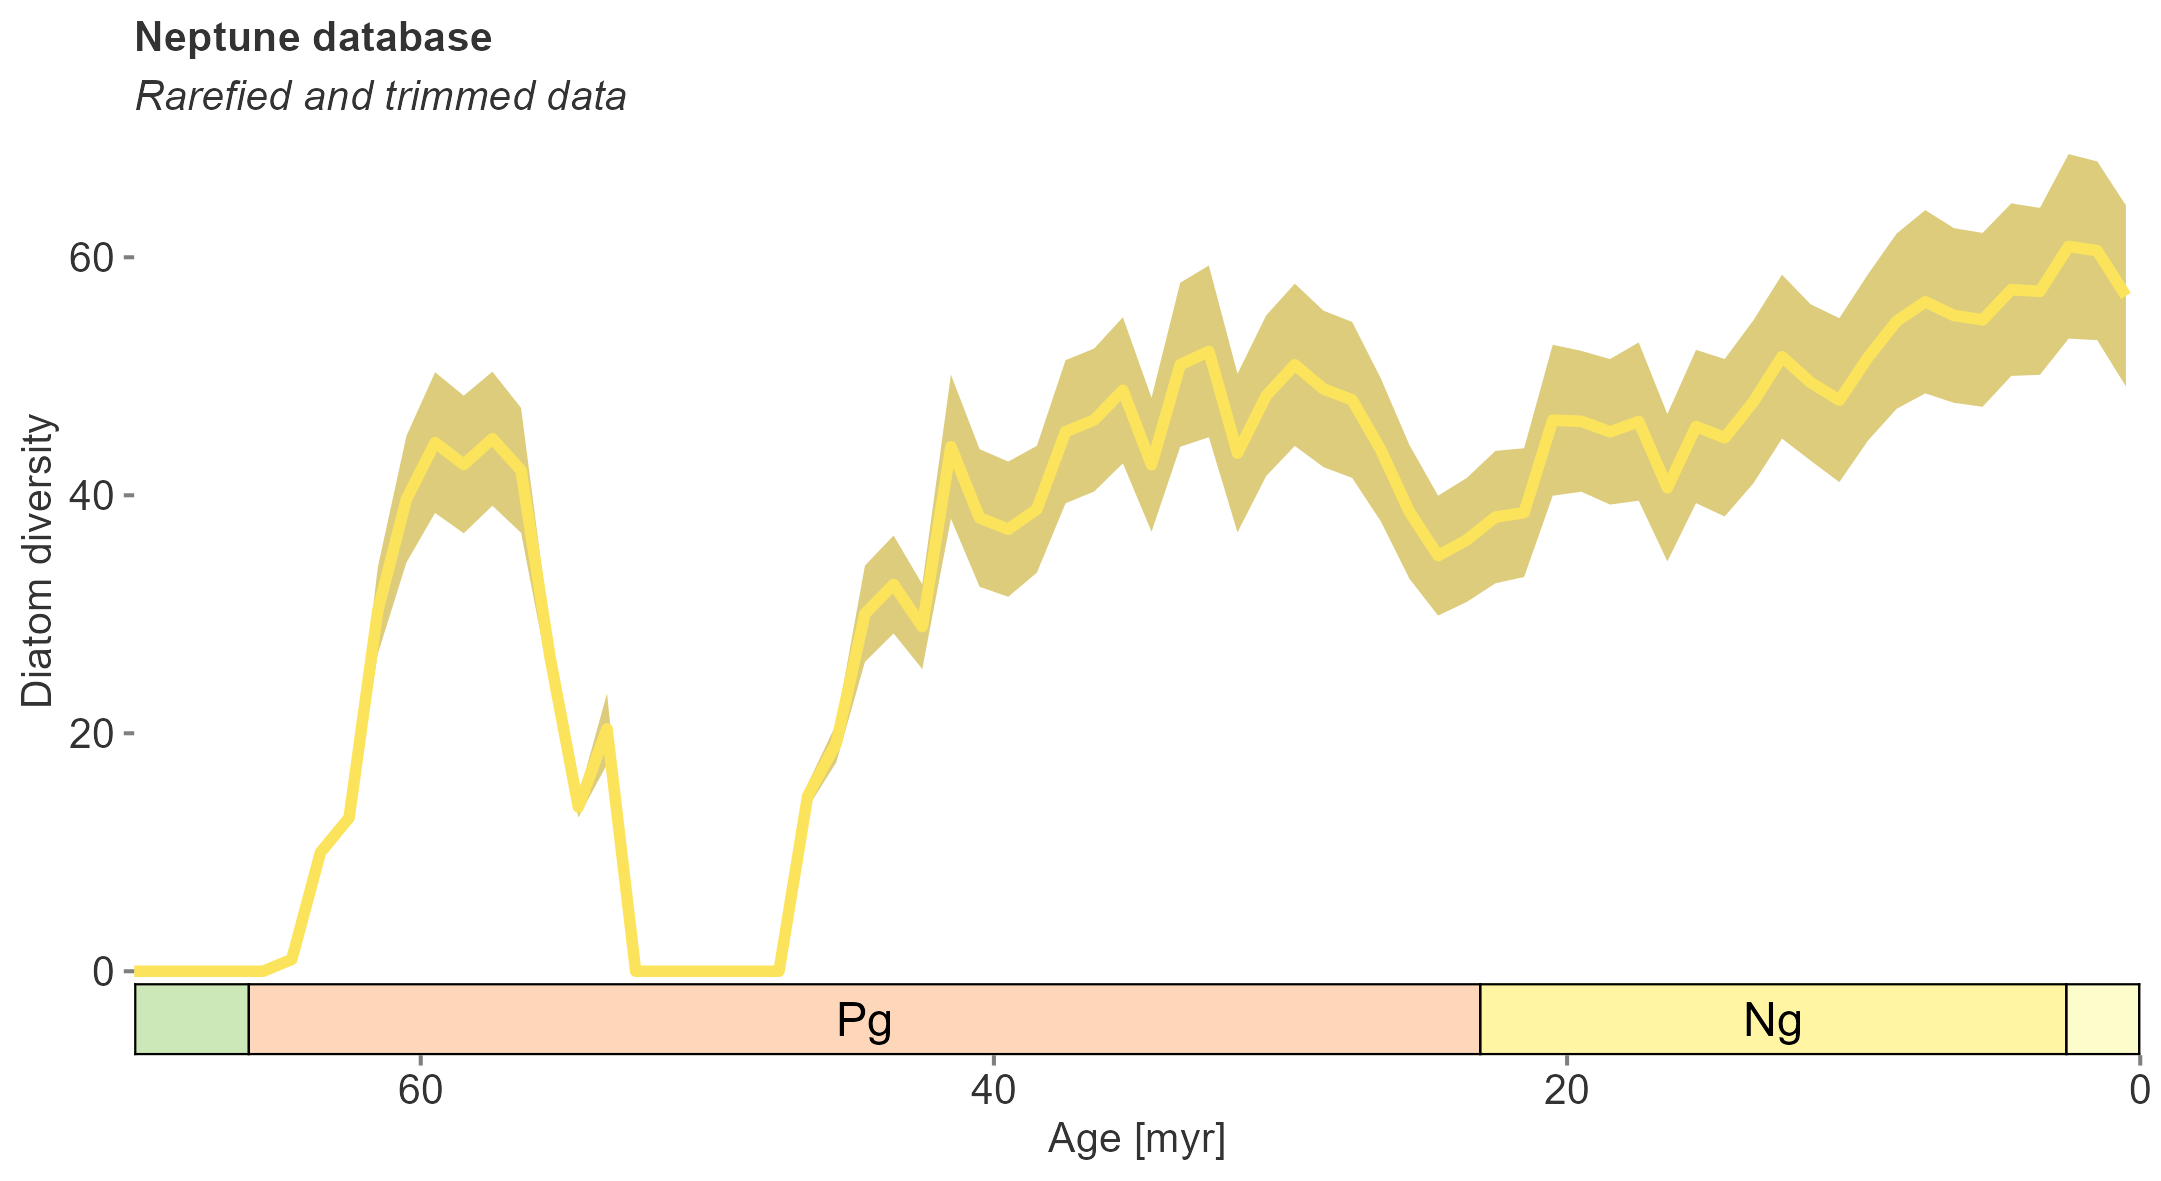 Neptune database
Rarefied and trimmed data
Diatom diversity
60
40
20
0
Pg
Ng
60
40
20
0
Age [myr]